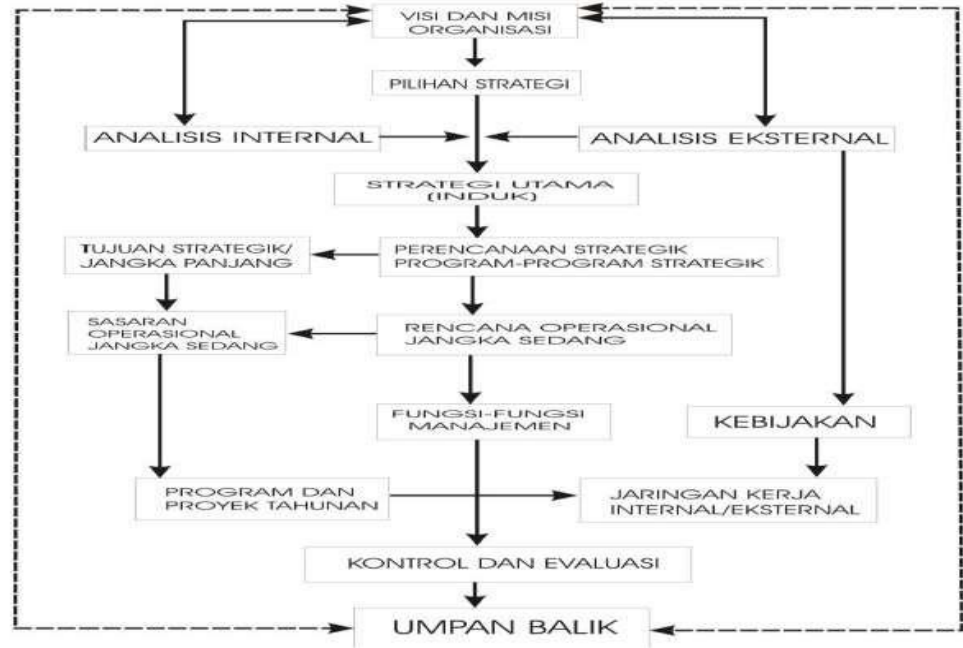 VISI DAN MISI
ORGANISASI
PILIHAN STRATEGI
ANALISIS INTERNAL
ANALISIS EKSTERNAL
STRATEGI UTAMA
(INDUK)
TUJUAN STRATEGIK/
JANGKA PANJANG
PERENCANAAN STRATEGIK
PROGRAM-PROGRAM STRATEGIK
SASARAN
OPERASIONAL
JANGKA SEDANG
RENCANA OPERASIONAL
JANGKA SEDANG
FUNGSI-FUNGSI
MANAJEMEN
KEBIJAKAN
PROGRAM DAN
PROYEK TAHUNAN
JARINGAN KERJA
INTERNAL/EKSTERNAL
KONTROL DAN EVALUASI
UMPAN BALIK